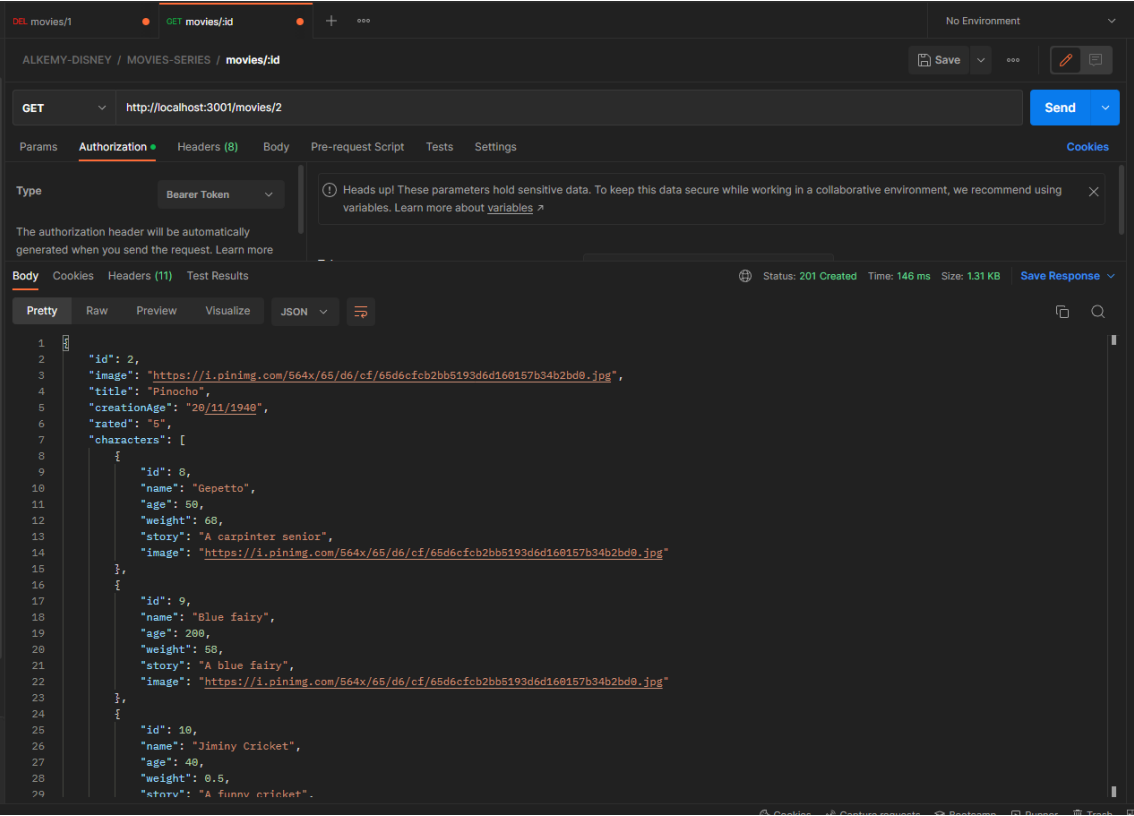 DEL movies/1 GET movies/:id No Environment
ALKEMY-DISNEY / MOVIES-SERIES / movies/:id Save
GET http://localhost:3001/movies/2 Send
Params Authorization Headers (8) Body Pre-request Script Tests Settings Cookies
Type Bearer Token
Heads up! These parameters hold sensitive data. To keep this data secure while working in a collaborative environment, we recommend using
variables. Learn more about variables ↗
The authorization header will be automatically
generated when you send the request. Learn more
Body Cookies Headers (11) Test Results Status: 201 Created Time: 146 ms Size: 1.31 KB Save Response
Pretty Raw Preview Visualize JSON
1 {
2 "id": 2,
3 "image": "https://i.pinimg.com/564x/65/d6/cf/65d6cfcb2bb5193d6d160157b34b2bd0.jpg",
4 "title": "Pinocho",
5 "creationAge": "20/11/1940",
6 "rated": "5",
7 "characters": [
8 {
9 "id": 8,
10 "name": "Gepetto",
11 "age": 50,
12 "weight": 68,
13 "story": "A carpinter senior",
14 "image": "https://i.pinimg.com/564x/65/d6/cf/65d6cfcb2bb5193d6d160157b34b2bd0.jpg"
15 },
16 {
17 "id": 9,
18 "name": "Blue fairy",
19 "age": 200,
20 "weight": 58,
21 "story": "A blue fairy",
22 "image": "https://i.pinimg.com/564x/65/d6/cf/65d6cfcb2bb5193d6d160157b34b2bd0.jpg"
23 },
24 {
25 "id": 10,
26 "name": "Jiminy Cricket",
27 "age": 40,
28 "weight": 0.5,
29 "story": "A funny cricket",
Cookies Capture requests Bootcamp Runner Trash